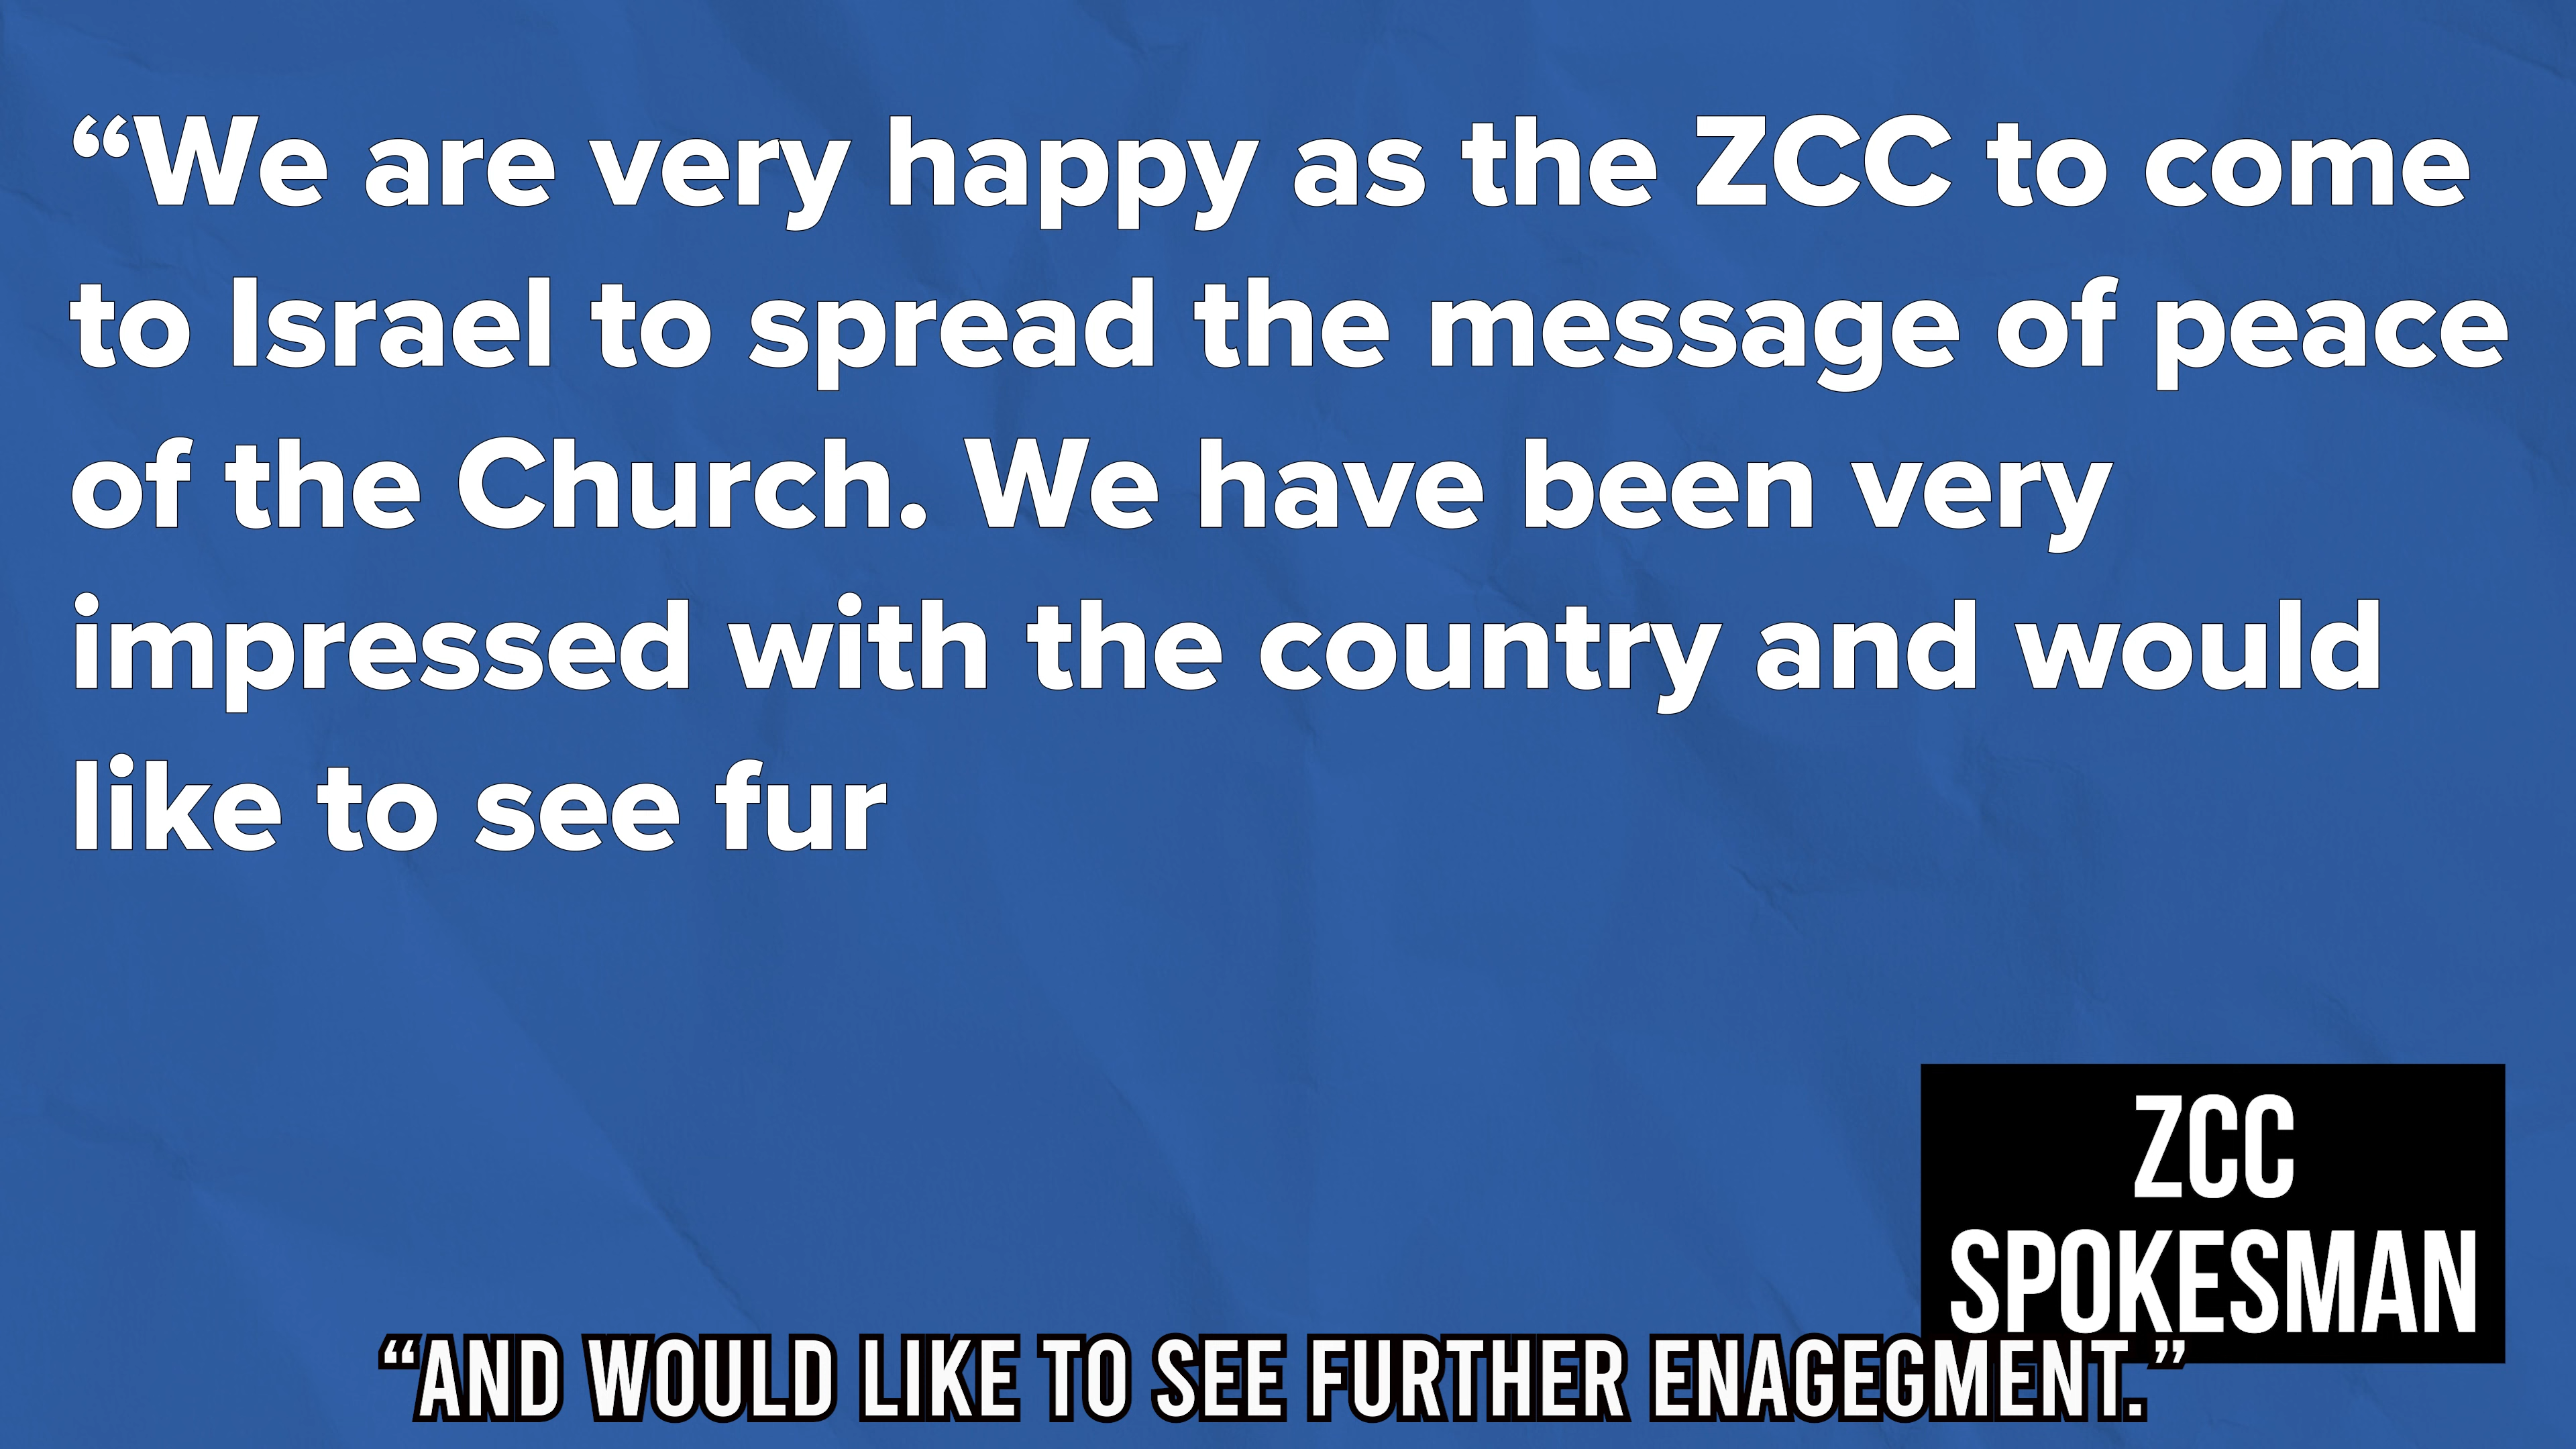 “We are very happy as the ZCC to come
to Israel to spread the message of peace
of the Church. We have been very
impressed with the country and would
like to see fur
ZCC
SPOKESMAN
“AND WOULD LIKE TO SEE FURTHER ENAGEGMENT.”